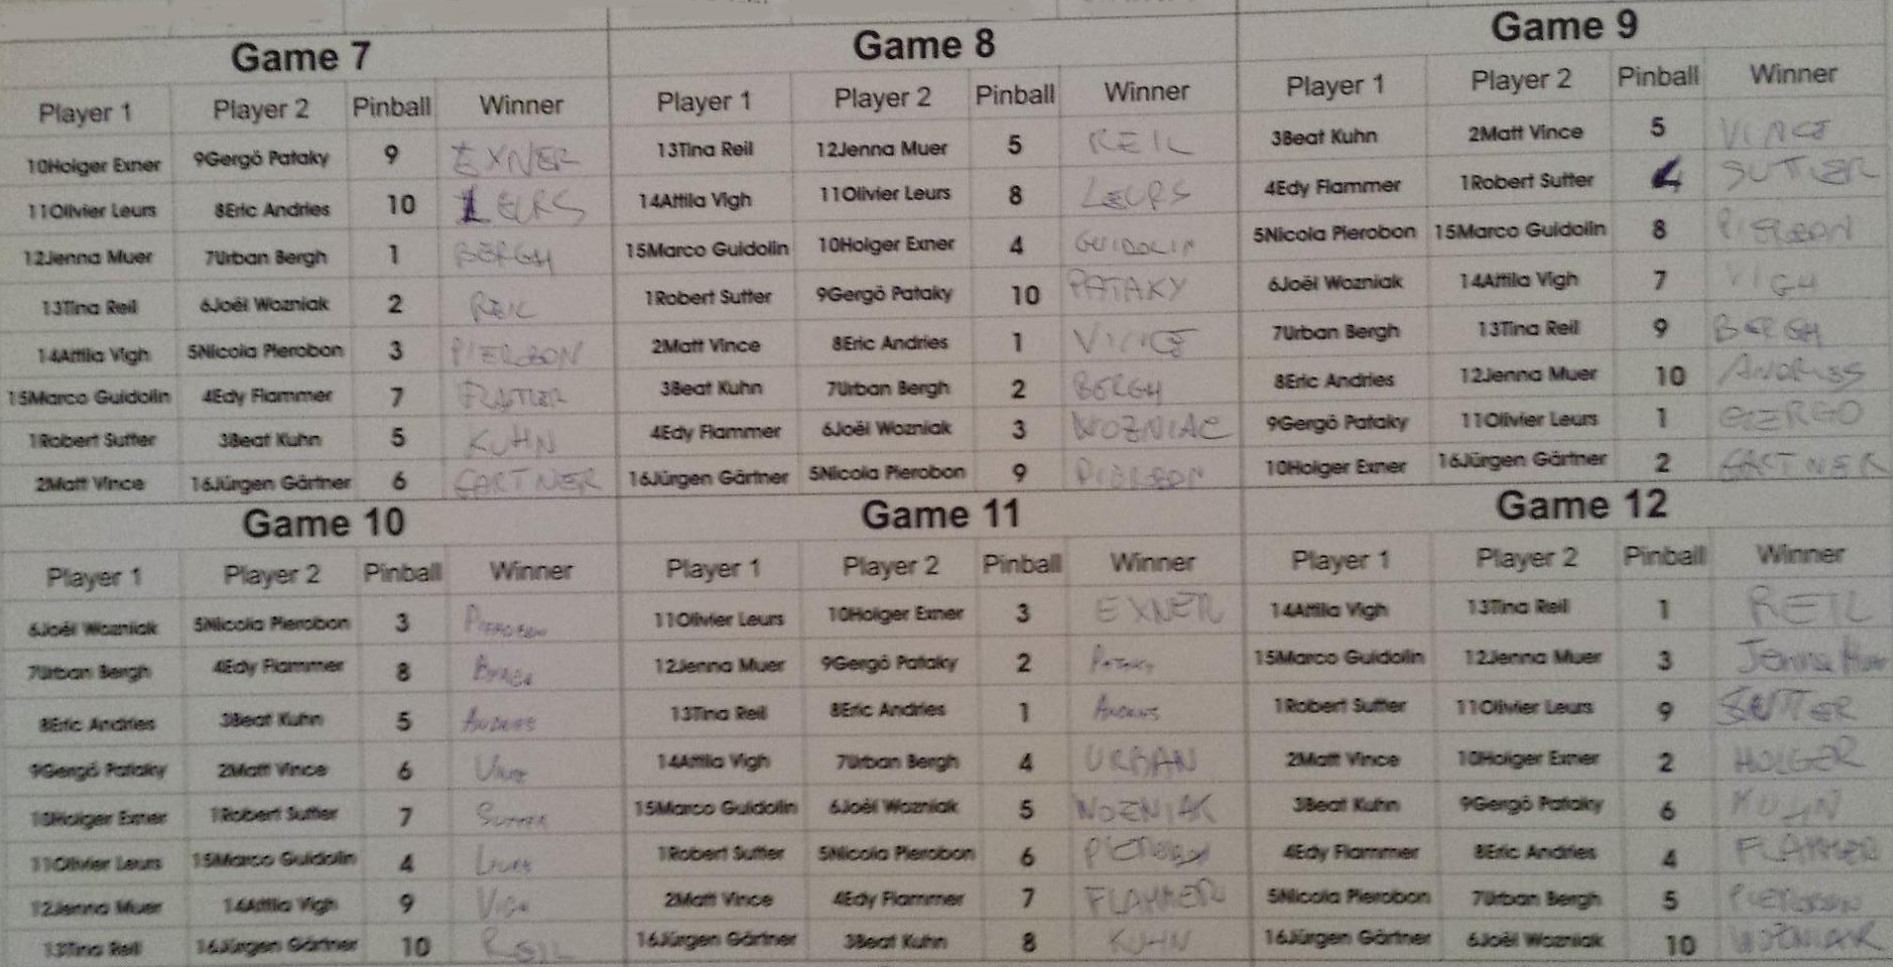 Game 7
Player 1 Player 2 Pinball Winner
10Holger Exner 9Gergö Pataky 9 EXNER
11Olivier Leurs 8Eric Andries 10 LEURS
12Jenna Muer 7Urban Bergh 1 BERGH
13Tina Reil 6Joël Wozniak 2 REIL
14Attila Vigh 5Nicola Pierobon 3 PIERBON
15Marco Guidolin 4Edy Flammer 7
1Robert Sutter 3Beat Kuhn 5 KUHN
2Matt Vince 16Jürgen Gärtner 6 GARTNER
Game 8
Player 1 Player 2 Pinball Winner
13Tina Reil 12Jenna Muer 5 REIL
14Attila Vigh 11Olivier Leurs 8 LEURS
15Marco Guidolin 10Holger Exner 4 GUIDOLIN
1Robert Sutter 9Gergö Pataky 10 PATAKY
2Matt Vince 8Eric Andries 1 VINCE
3Beat Kuhn 7Urban Bergh 2 BERGH
4Edy Flammer 6Joël Wozniak 3 WOZNIAC
16Jürgen Gärtner 5Nicola Pierobon 9
Game 9
Player 1 Player 2 Pinball Winner
3Beat Kuhn 2Matt Vince 5 VINCE
4Edy Flammer 1Robert Sutter 4 SUTTER
5Nicola Pierobon 15Marco Guidolin 8
6Joël Wozniak 14Attila Vigh 7 VIGH
7Urban Bergh 13Tina Reil 9 BERGH
8Eric Andries 12Jenna Muer 10 ANDRIES
9Gergö Pataky 11Olivier Leurs 1 GERGO
10Holger Exner 16Jürgen Gärtner 2 GARTNER
Game 10
Player 1 Player 2 Pinball Winner
6Joël Wozniak 5Nicola Pierobon 3
7Urban Bergh 4Edy Flammer 8
8Eric Andries 3Beat Kuhn 5 ANDRIES
9Gergö Pataky 2Matt Vince 6 VINCE
10Holger Exner 1Robert Sutter 7 SUTTER
11Olivier Leurs 15Marco Guidolin 4 LEURS
12Jenna Muer 14Attila Vigh 9 VIGH
13Tina Reil 16Jürgen Gärtner 10 REIL
Game 11
Player 1 Player 2 Pinball Winner
11Olivier Leurs 10Holger Exner 3 EXNER
12Jenna Muer 9Gergö Pataky 2 PATAKY
13Tina Reil 8Eric Andries 1 ANDRIES
14Attila Vigh 7Urban Bergh 4 URBAN
15Marco Guidolin 6Joël Wozniak 5 WOZNIAK
1Robert Sutter 5Nicola Pierobon 6
2Matt Vince 4Edy Flammer 7 FLAMMER
16Jürgen Gärtner 3Beat Kuhn 8 KUHN
Game 12
Player 1 Player 2 Pinball Winner
14Attila Vigh 13Tina Reil 1 REIL
15Marco Guidolin 12Jenna Muer 3 Jenna Muer
1Robert Sutter 11Olivier Leurs 9 SUTTER
2Matt Vince 10Holger Exner 2 HOLGER
3Beat Kuhn 9Gergö Pataky 6 KUHN
4Edy Flammer 8Eric Andries 4 FLAMMER
5Nicola Pierobon 7Urban Bergh 5 PIEROBON
16Jürgen Gärtner 6Joël Wozniak 10 WOZNIAK